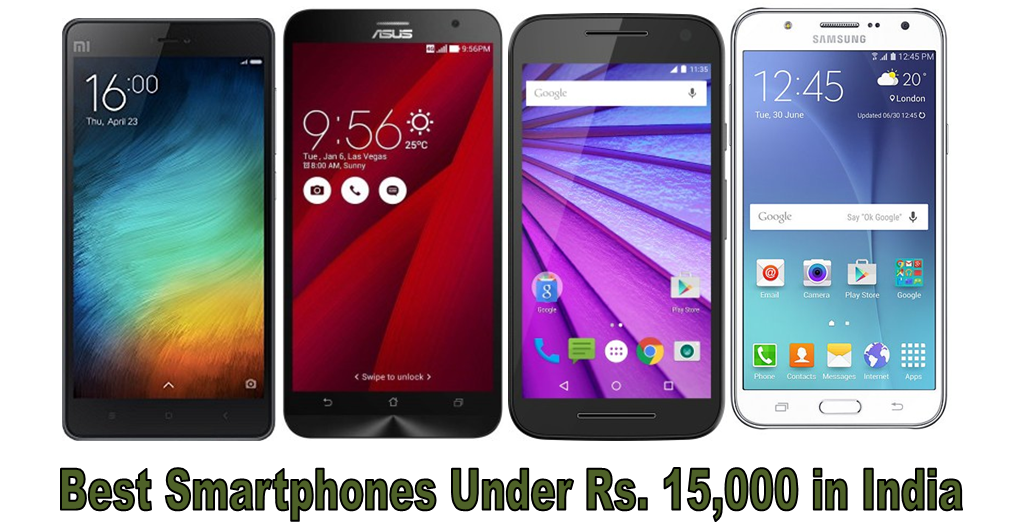 mi
16:00
Thu, April 23
ASUS
4G 9:56PM
9:56
25°C
Tue, Jan 6, Las Vegas
8:00 AM, Sunny
< Swipe to unlock >
11:35
Google
Google
Play Store
SAMSUNG
12:45 PM
12:45
20°
London
Tue, 30 June
Updated 06/30 12:45
Google Say "Ok Google"
Email Camera Play Store Google
Phone Contacts Messages Internet Apps
Best Smartphones Under Rs. 15,000 in India